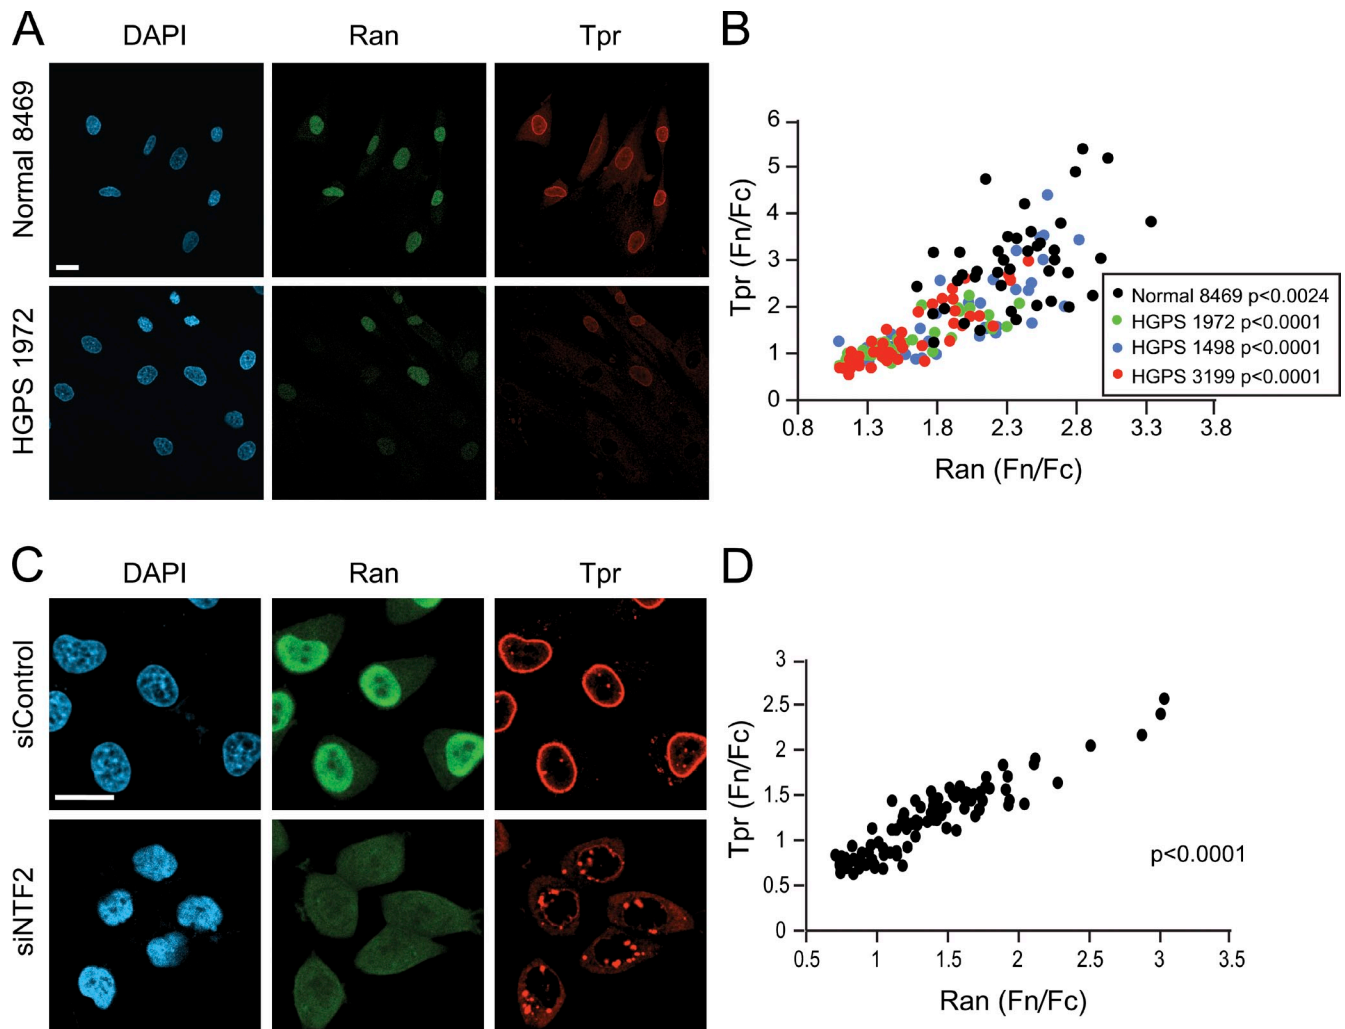 A
DAPI
Ran
Tpr
Normal 8469
HGPS 1972
B
6
5
4
3
2
1
0
0.8
1.3
1.8
2.3
2.8
3.3
3.8
Tpr (Fn/Fc)
Ran (Fn/Fc)
Normal 8469 p<0.0024
HGPS 1972 p<0.0001
HGPS 1498 p<0.0001
HGPS 3199 p<0.0001
C
DAPI
Ran
Tpr
siControl
siNTF2
D
3
2.5
2
1.5
1
0.5
0
0.5
1
1.5
2
2.5
3
3.5
Tpr (Fn/Fc)
Ran (Fn/Fc)
p<0.0001